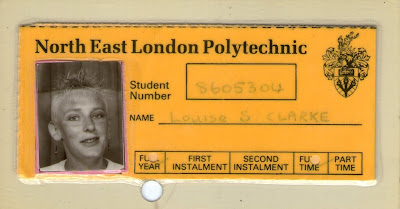 North East London Polytechnic
Student
Number
8605304
NAME Louise S CLARKE
FULL YEAR FIRST INSTALMENT SECOND INSTALMENT FULL TIME PART TIME